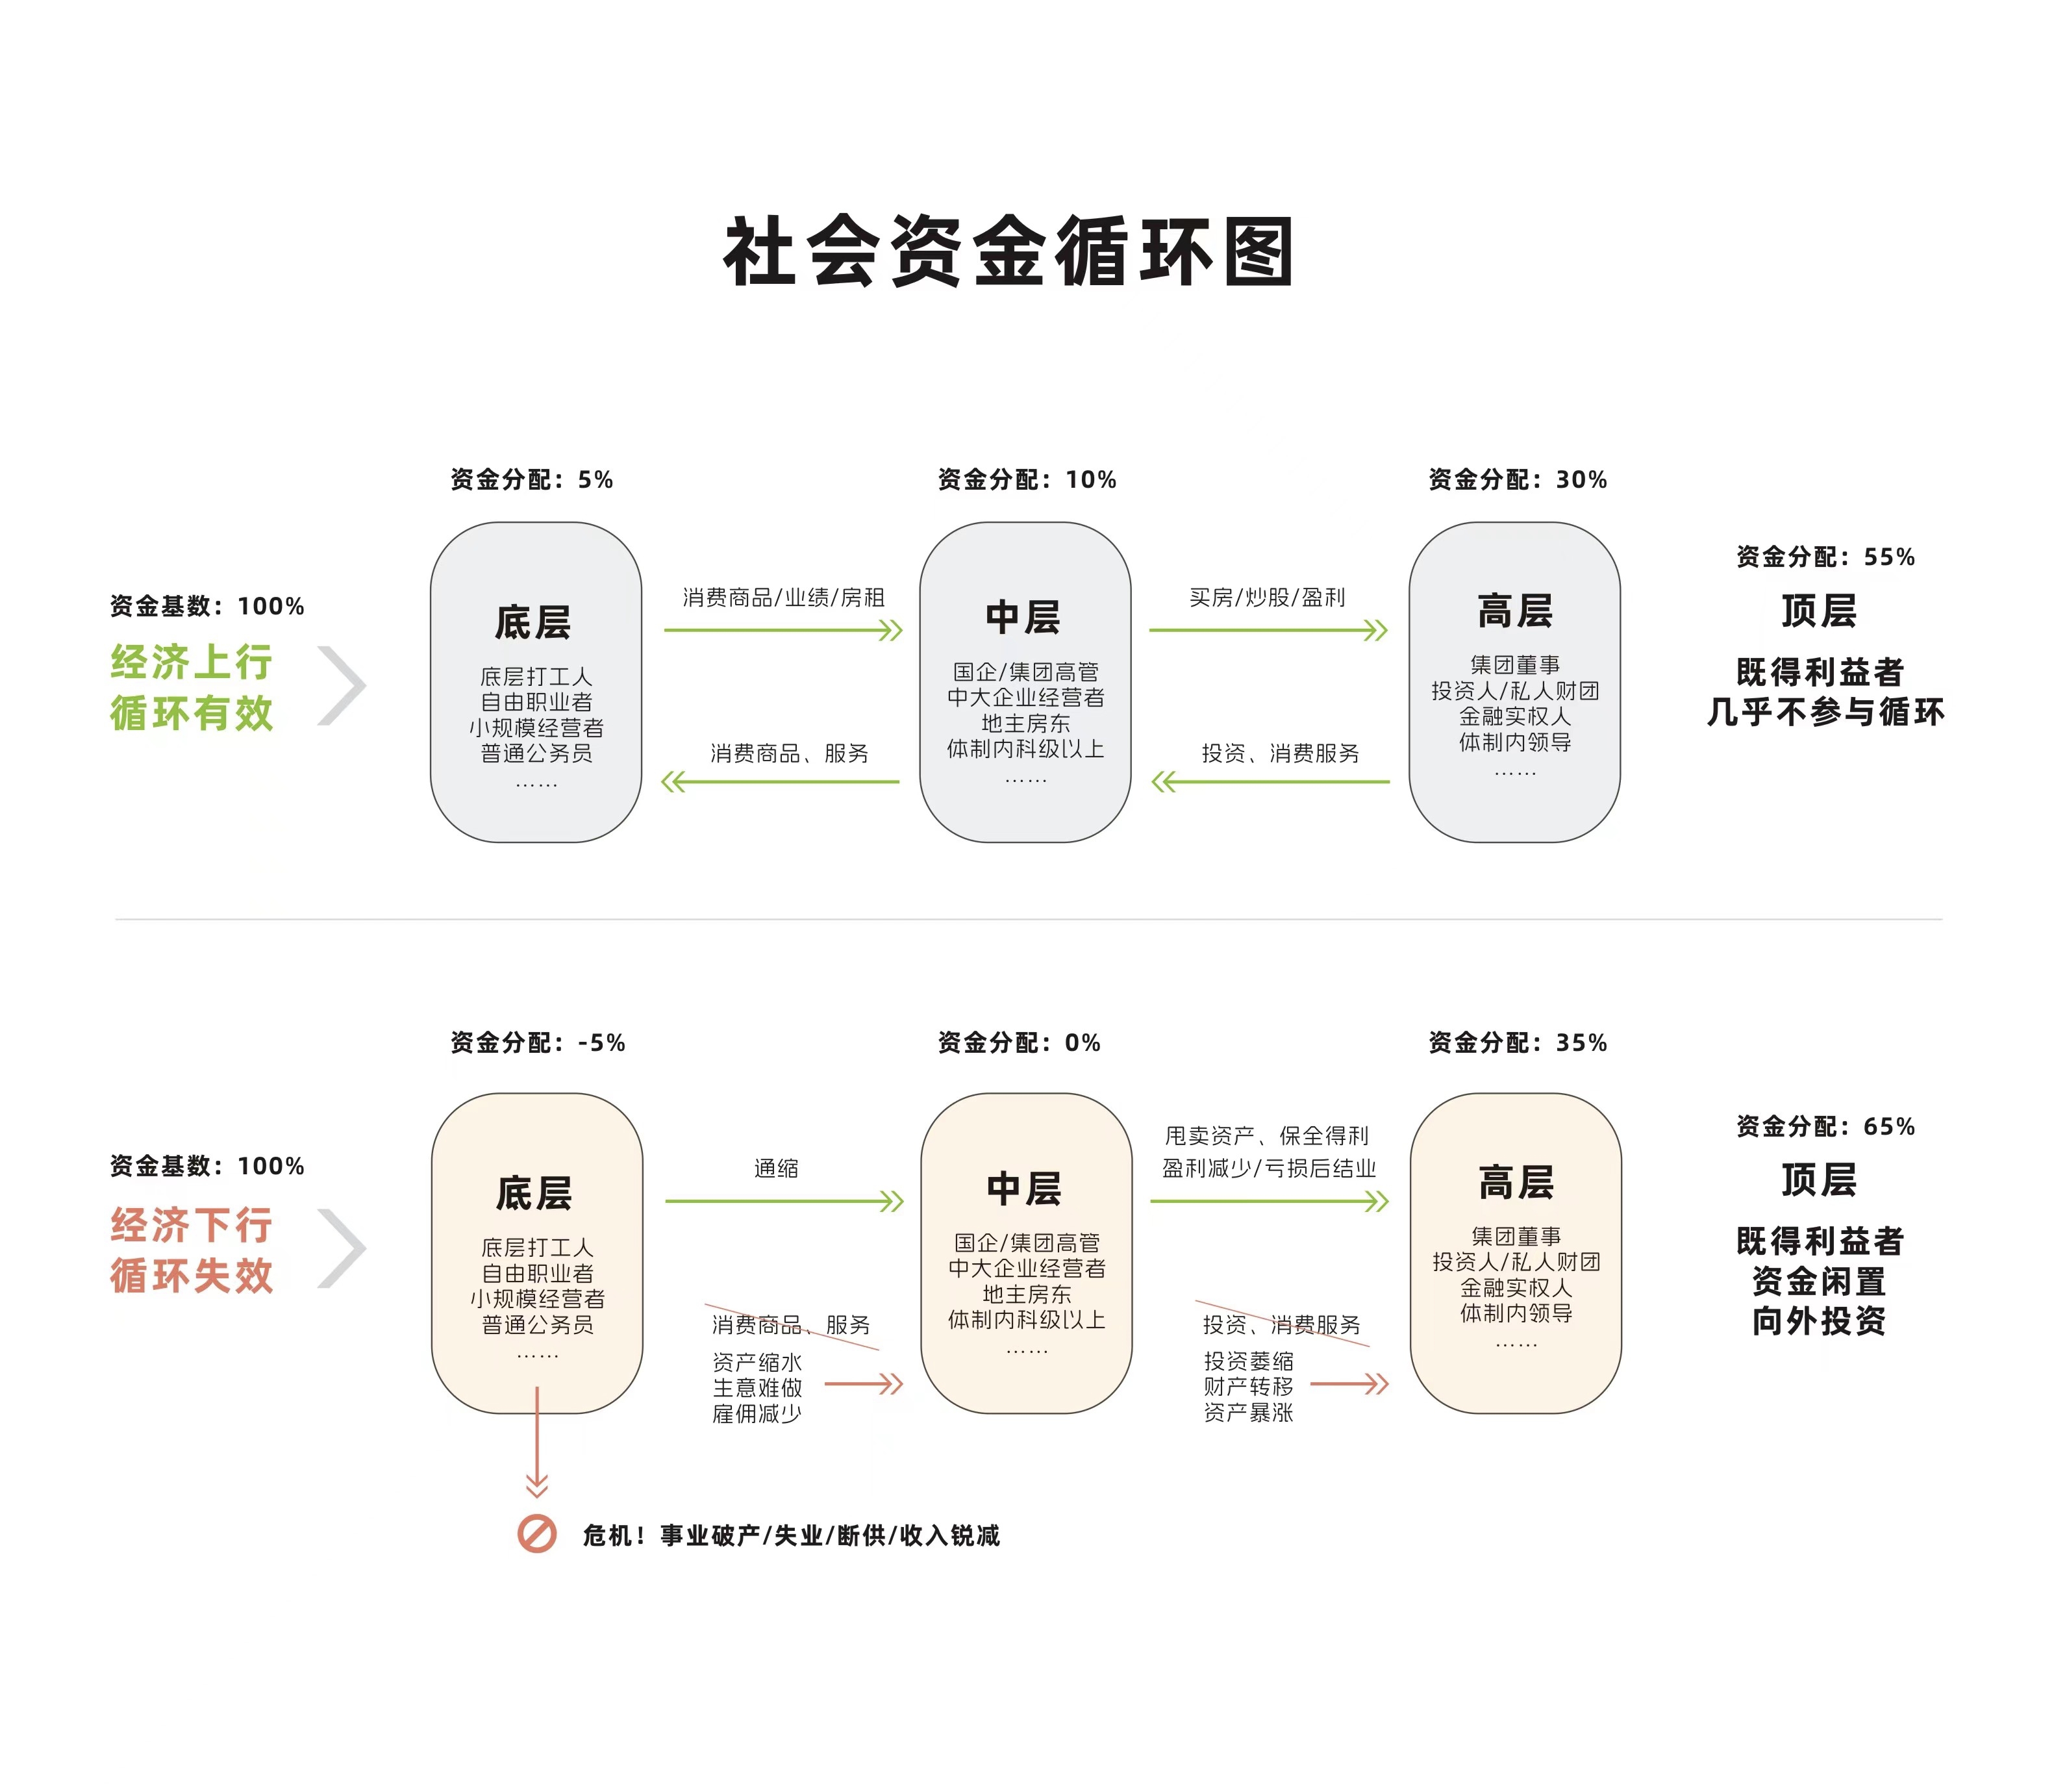 社会资金循环图
资金分配：5%
资金分配：10%
资金分配：30%
资金分配：55%
资金基数：100%
经济上行
循环有效
底层
底层打工人
自由职业者
小规模经营者
普通公务员
……
消费商品/业绩/房租
消费商品、服务
中层
国企/集团高管
中大企业经营者
地主房东
体制内科级以上
……
买房/炒股/盈利
投资、消费服务
高层
集团董事
投资人/私人财团
金融实权人
体制内领导
……
顶层
既得利益者
几乎不参与循环
资金分配：-5%
资金分配：0%
资金分配：35%
资金分配：65%
资金基数：100%
经济下行
循环失效
底层
底层打工人
自由职业者
小规模经营者
普通公务员
……
通缩
消费商品、服务
资产缩水
生意难做
雇佣减少
中层
国企/集团高管
中大企业经营者
地主房东
体制内科级以上
……
甩卖资产、保全得利
盈利减少/亏损后结业
投资、消费服务
投资萎缩
财产转移
资产暴涨
高层
集团董事
投资人/私人财团
金融实权人
体制内领导
……
顶层
既得利益者
资金闲置
向外投资
危机！事业破产/失业/断供/收入锐减